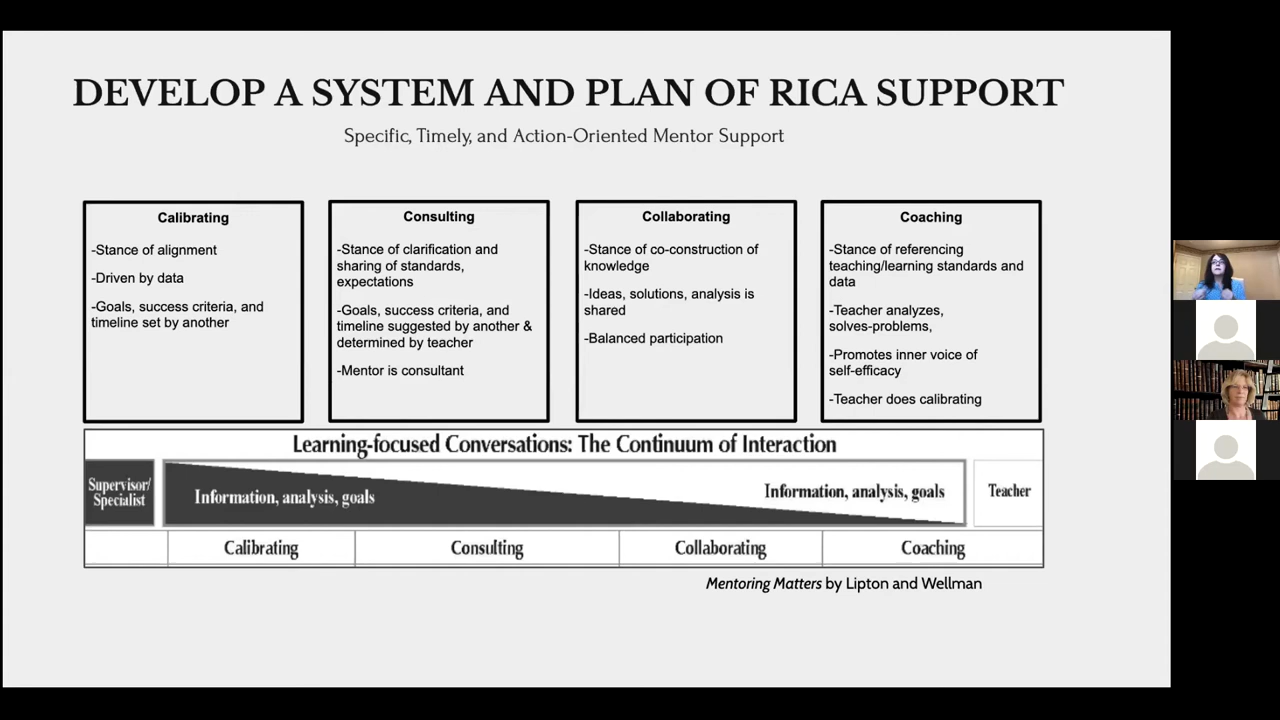 DEVELOP A SYSTEM AND PLAN OF RICA SUPPORT
Specific, Timely, and Action-Oriented Mentor Support
Calibrating
-Stance of alignment
-Driven by data
-Goals, success criteria, and
timeline set by another
Consulting
-Stance of clarification and
sharing of standards,
expectations
-Goals, success criteria, and
timeline suggested by another &
determined by teacher
-Mentor is consultant
Collaborating
-Stance of co-construction of
knowledge
-Ideas, solutions, analysis is
shared
-Balanced participation
Coaching
-Stance of referencing
teaching/learning standards and
data
-Teacher analyzes,
solves-problems,
-Promotes inner voice of
self-efficacy
-Teacher does calibrating
Learning-focused Conversations: The Continuum of Interaction
Supervisor/
Specialist
Information, analysis, goals
Information, analysis, goals
Teacher
Calibrating
Consulting
Collaborating
Coaching
Mentoring Matters by Lipton and Wellman